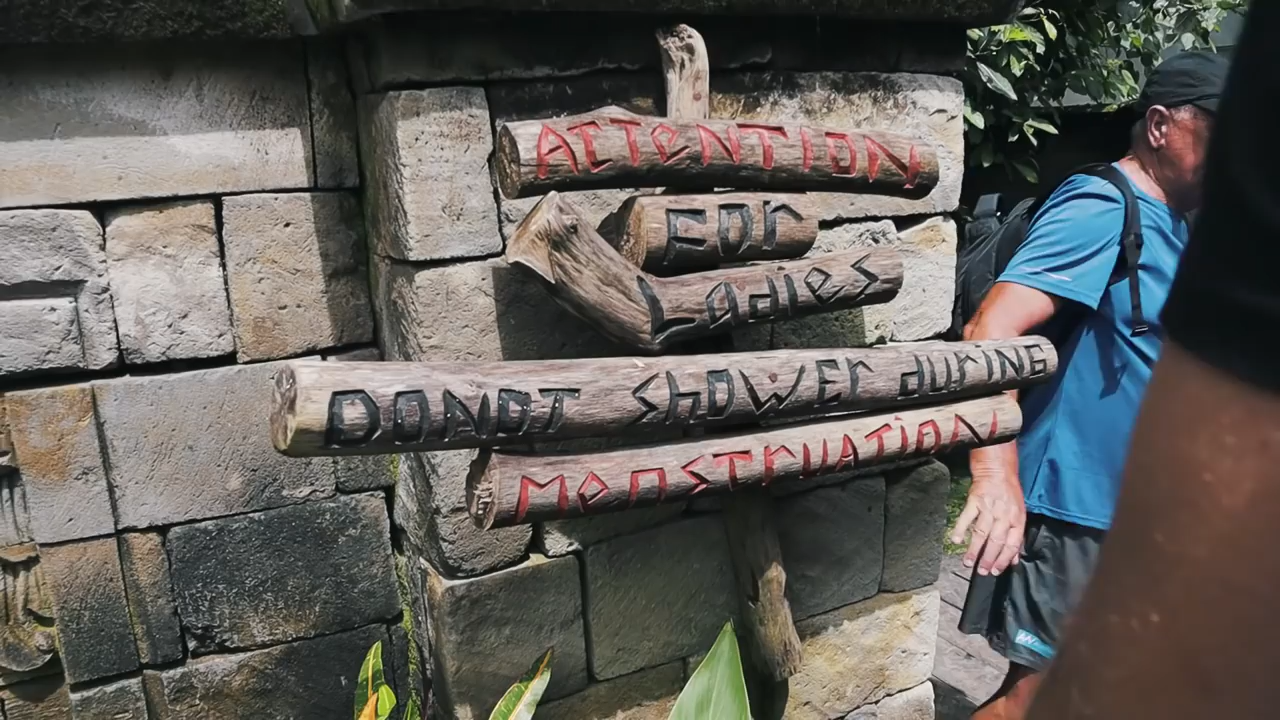 ATTENTION
FOr
Ladies
DONOT ShOWEr dURING
MenSTrUATiON